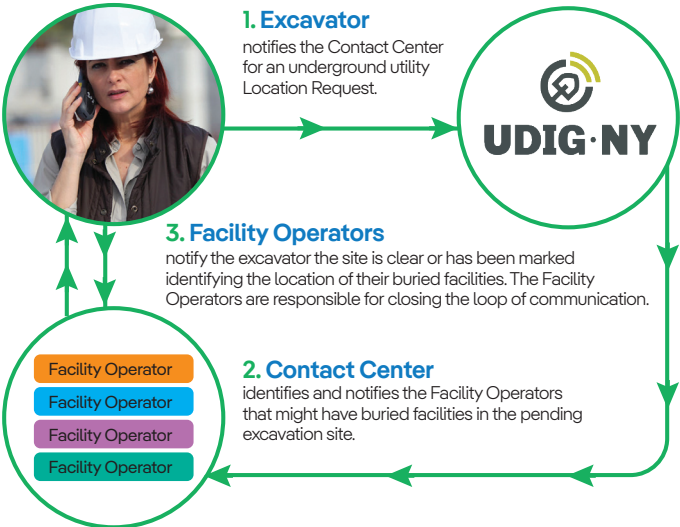 1. Excavator
notifies the Contact Center
for an underground utility
Location Request.
UDIG·NY
3. Facility Operators
notify the excavator the site is clear or has been marked
identifying the location of their buried facilities. The Facility
Operators are responsible for closing the loop of communication.
2. Contact Center
identifies and notifies the Facility Operators
that might have buried facilities in the pending
excavation site.
Facility Operator
Facility Operator
Facility Operator
Facility Operator